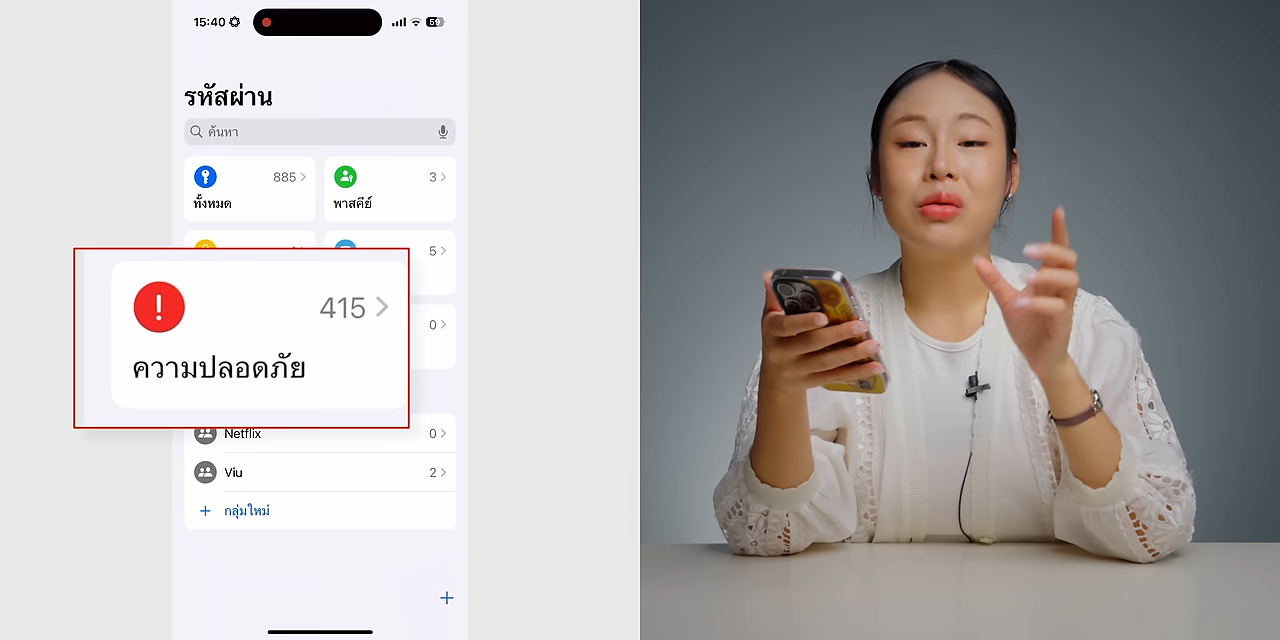 15:40
59
รหัสผ่าน
ค้นหา
885
ทั้งหมด
3
พาสคีย์
5
415
ความปลอดภัย
0
Netflix
0
Viu
2
กลุ่มใหม่